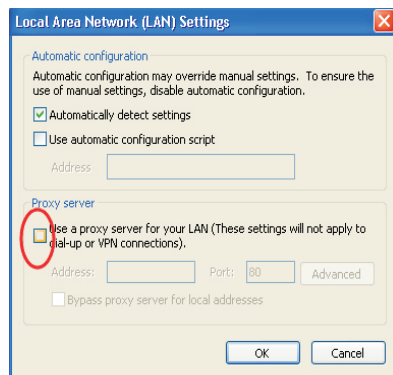 Local Area Network (LAN) Settings
Automatic configuration
Automatic configuration may override manual settings. To ensure the
use of manual settings, disable automatic configuration.
Automatically detect settings
Use automatic configuration script
Address
Proxy server
Use a proxy server for your LAN (These settings will not apply to
dial-up or VPN connections).
Address:
Port:
80
Advanced
Bypass proxy server for local addresses
OK
Cancel